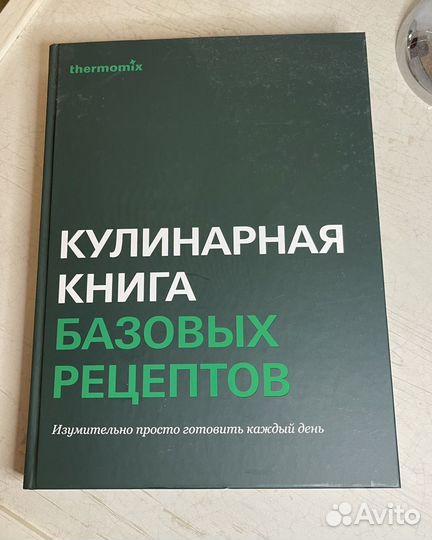 thermomix
КУЛИНАРНАЯ
КНИГА
БАЗОВЫХ
РЕЦЕПТОВ
Изумительно просто готовить каждый день
Avito